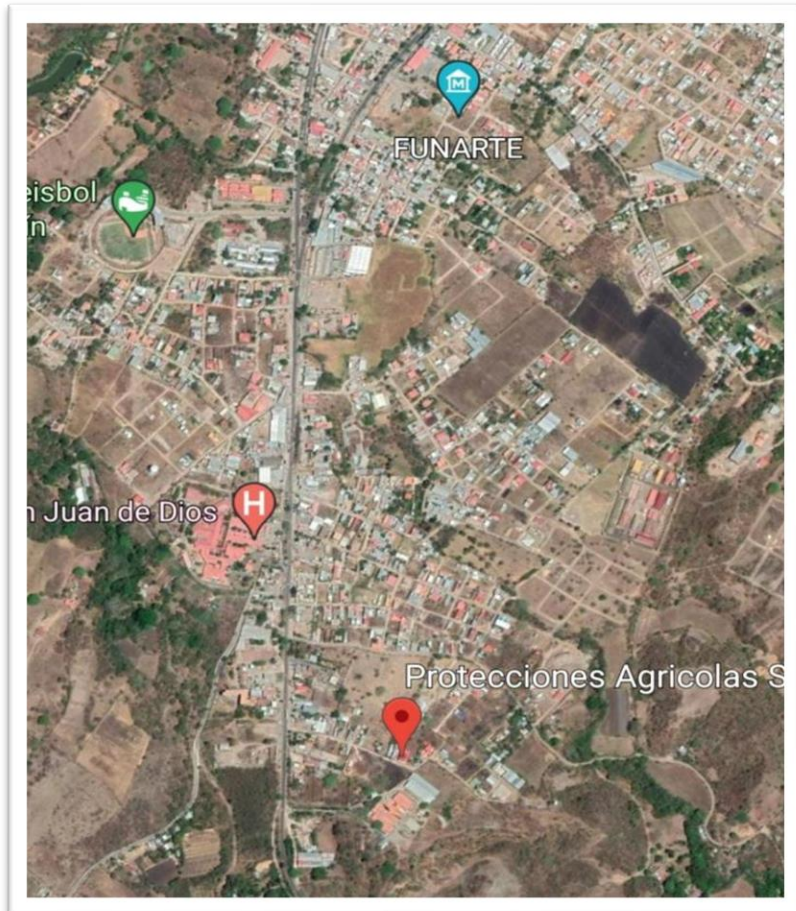 FUNARTE
eisbol
ín
n Juan de Dios
H
Protecciones Agricolas S